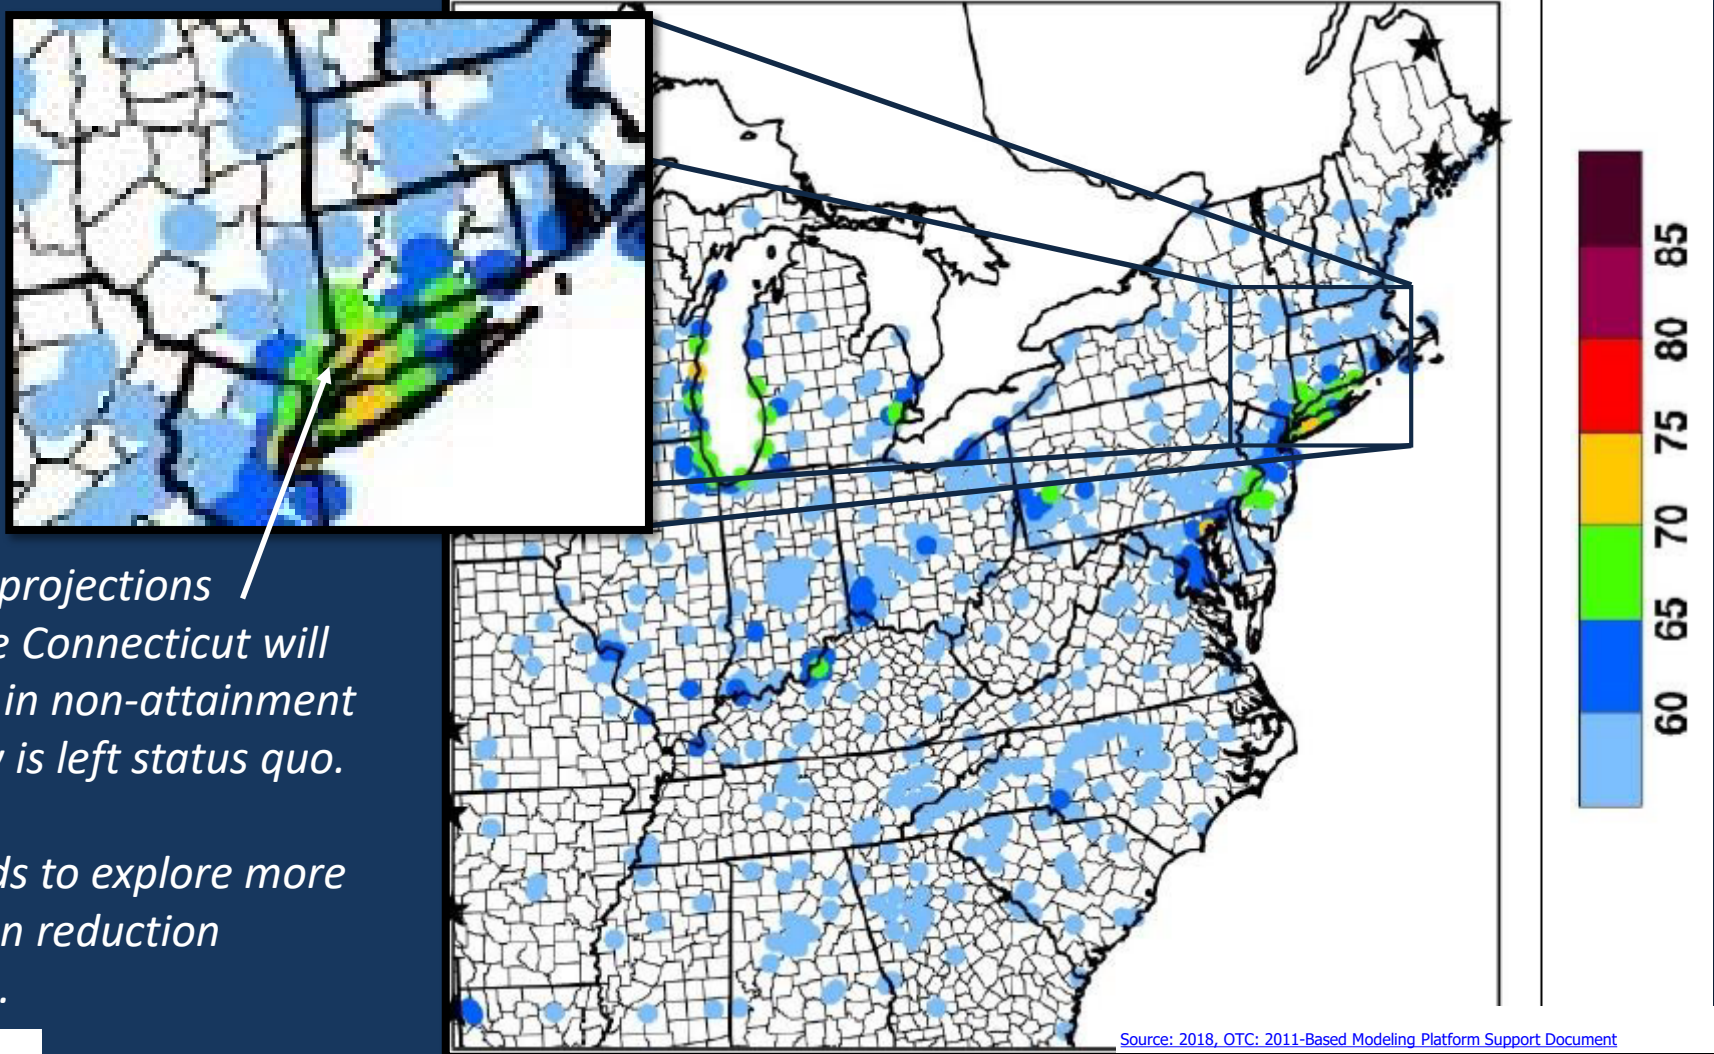 projections
e Connecticut will
in non-attainment
y is left status quo.
ds to explore more
n reduction
.
85
80
75
70
65
60
Source: 2018, OTC: 2011-Based Modeling Platform Support Document